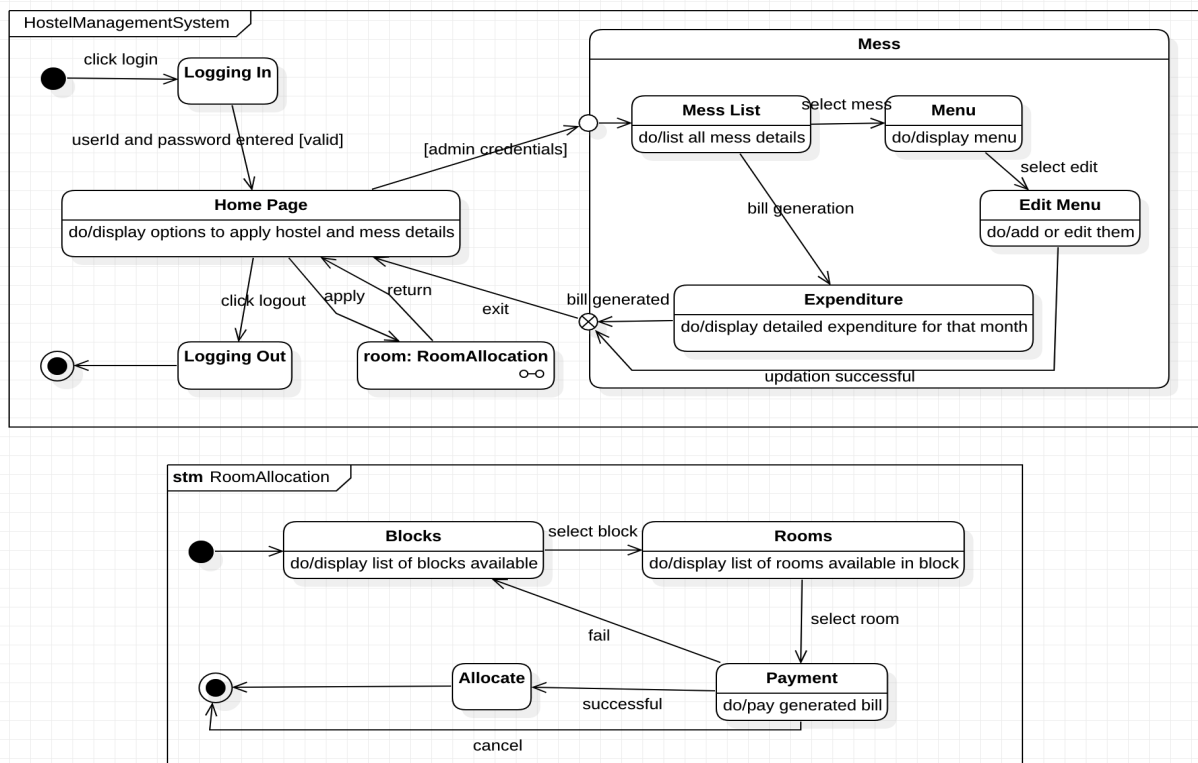 HostelManagementSystem
Mess
click login
Logging In
Mess List
do/list all mess details
select mess
Menu
do/display menu
userId and password entered [valid]
[admin credentials]
select edit
Home Page
do/display options to apply hostel and mess details
bill generation
Edit Menu
do/add or edit them
click logout
apply
return
exit
bill generated
Expenditure
do/display detailed expenditure for that month
Logging Out
room: RoomAllocation
updation successful
stm RoomAllocation
Blocks
do/display list of blocks available
select block
Rooms
do/display list of rooms available in block
fail
select room
Allocate
successful
Payment
do/pay generated bill
cancel